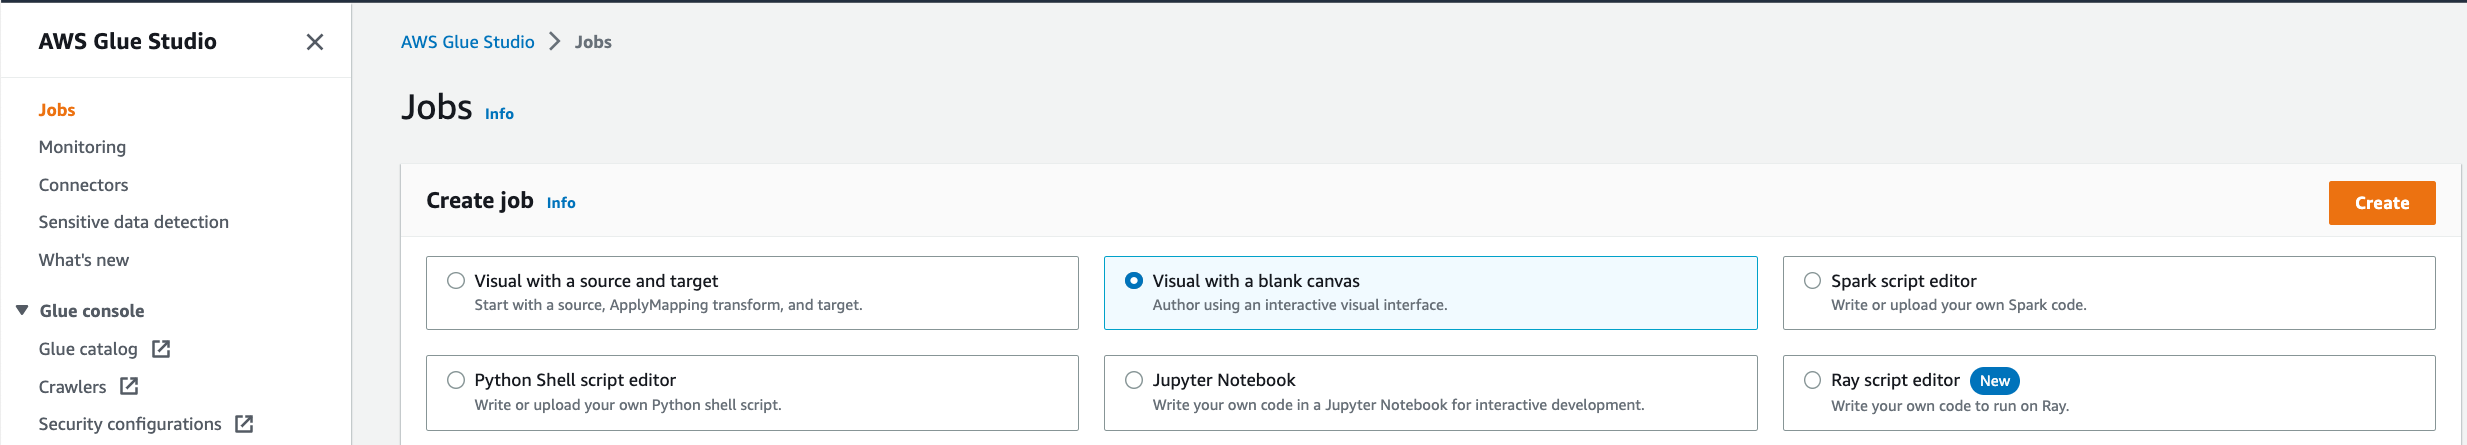 AWS Glue Studio
Jobs
Monitoring
Connectors
Sensitive data detection
What's new
Glue console
Glue catalog
Crawlers
Security configurations
AWS Glue Studio > Jobs
Jobs Info
Create job Info
Create
Visual with a source and target
Start with a source, ApplyMapping transform, and target.
Visual with a blank canvas
Author using an interactive visual interface.
Spark script editor
Write or upload your own Spark code.
Python Shell script editor
Write or upload your own Python shell script.
Jupyter Notebook
Write your own code in a Jupyter Notebook for interactive development.
Ray script editor New
Write your own code to run on Ray.